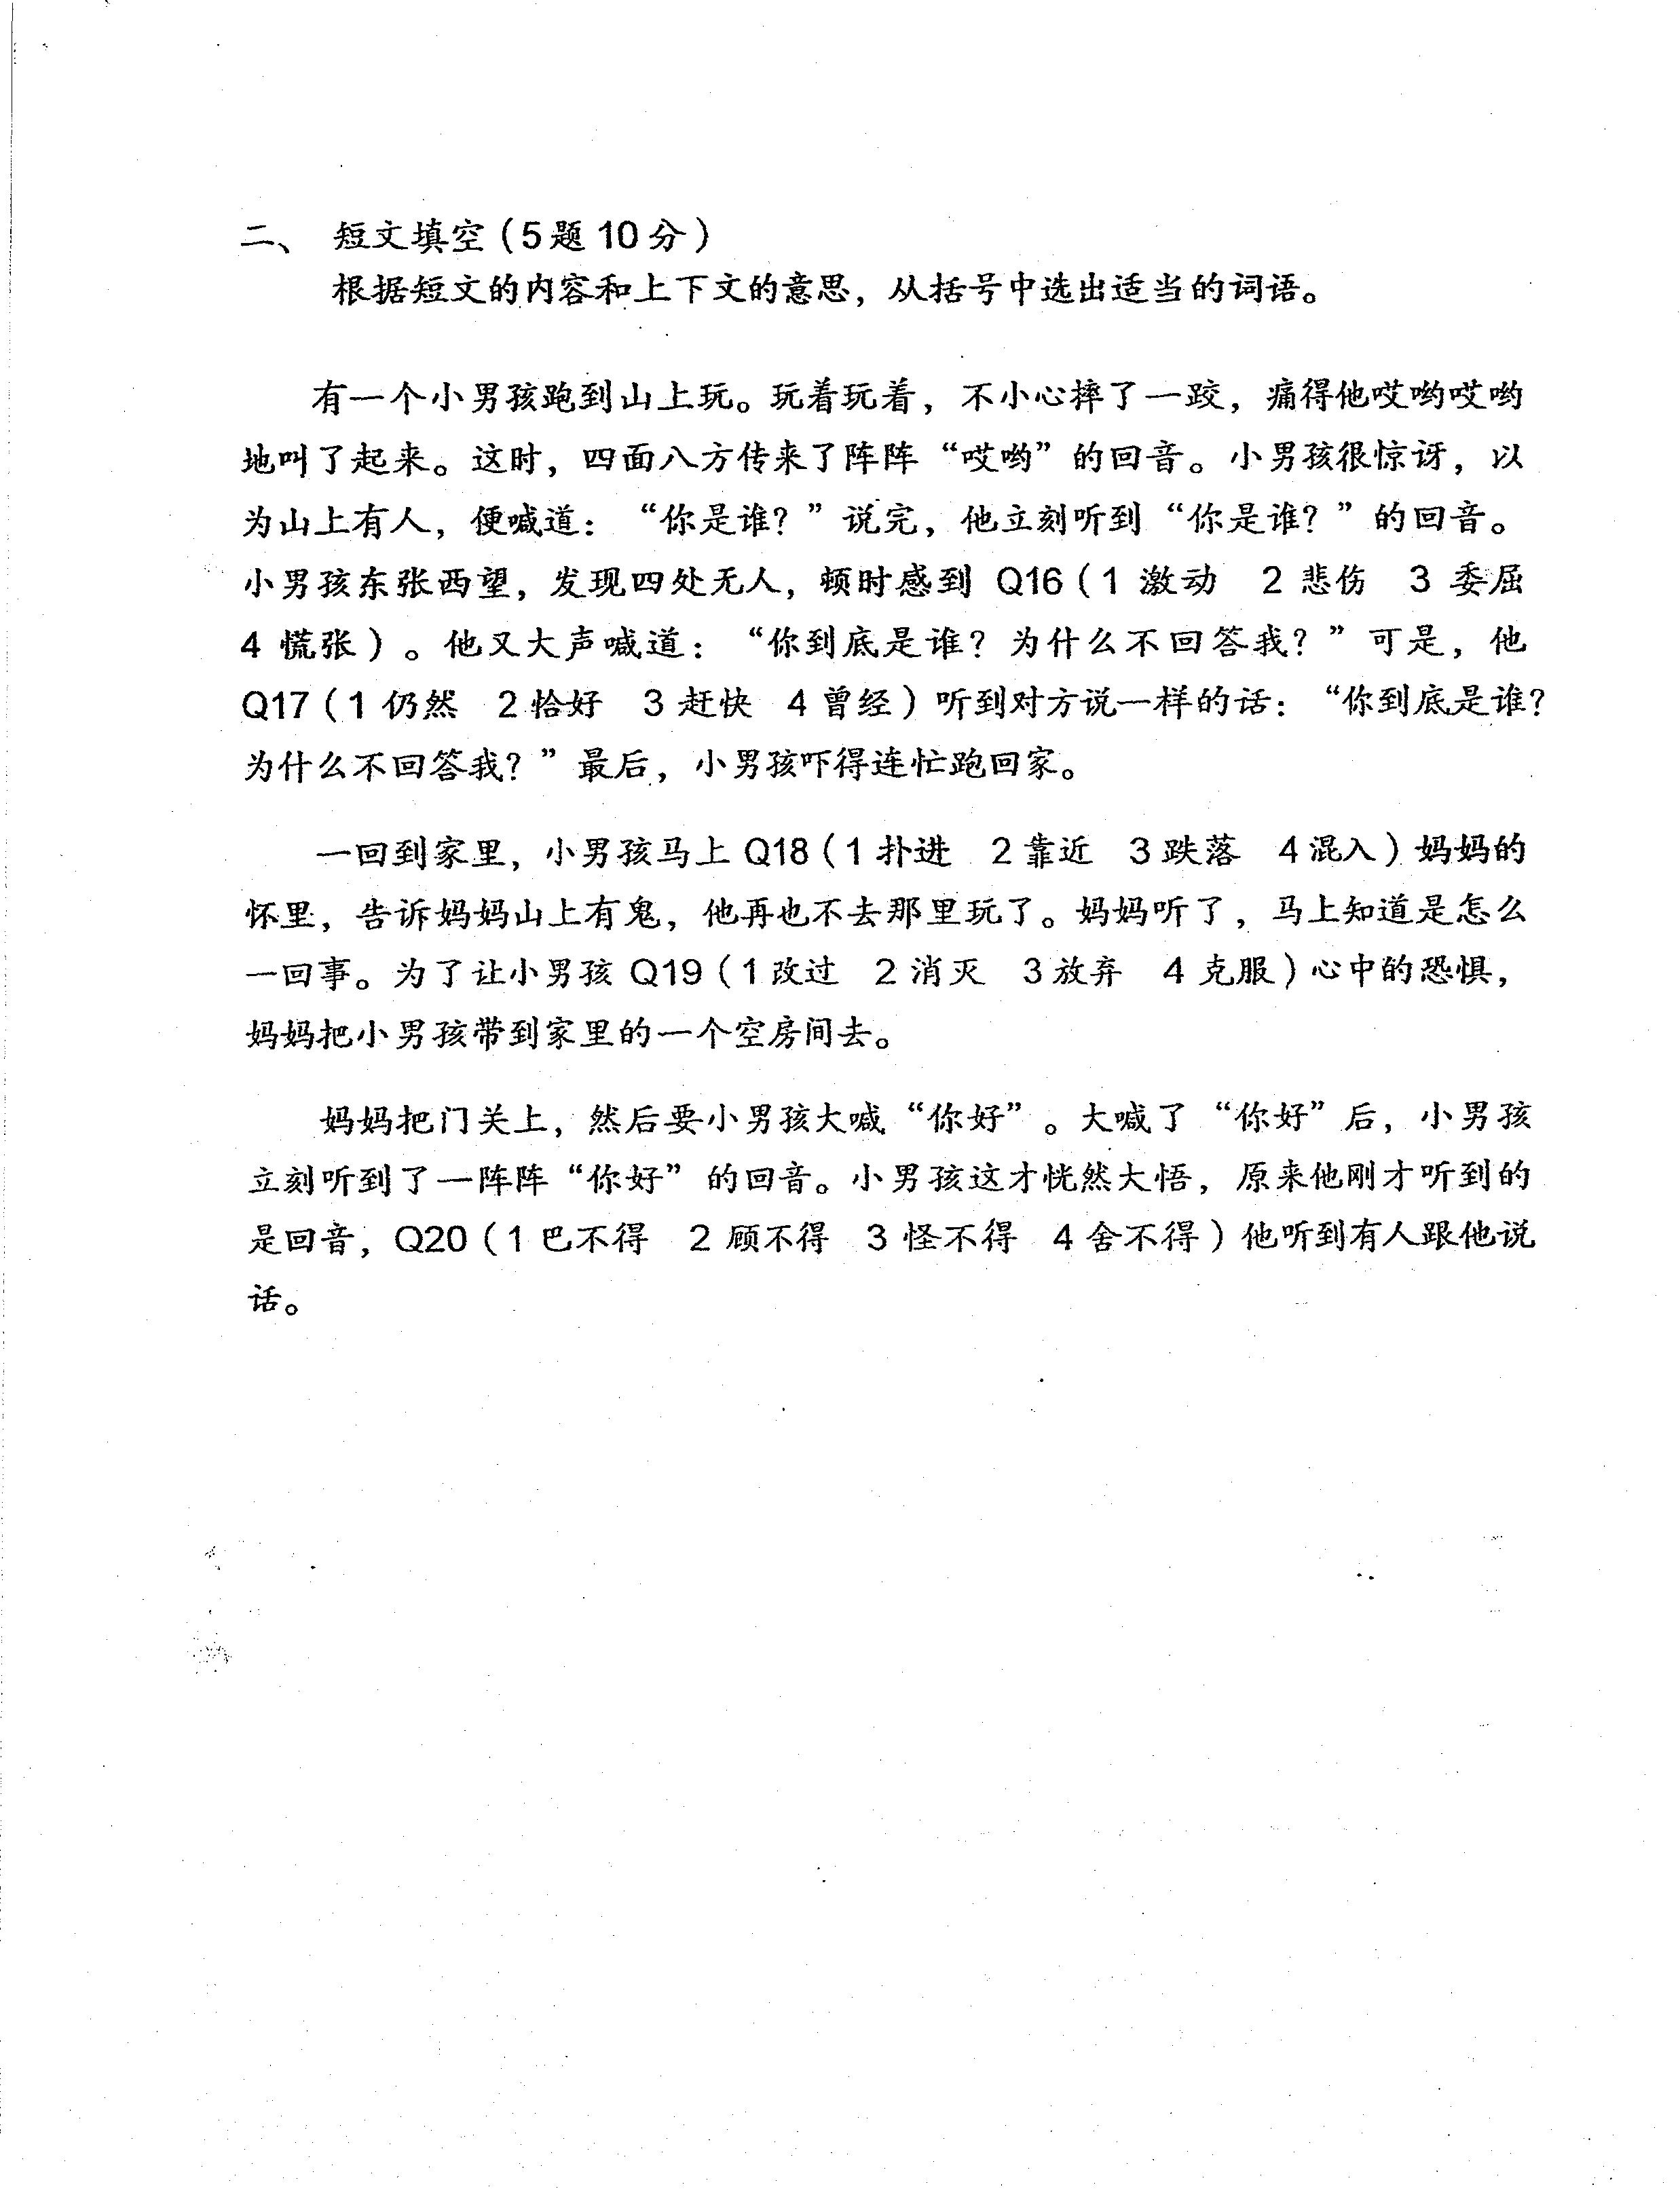 二、 短文填空（5题10分）
根据短文的内容和上下文的意思，从括号中选出适当的词语。
有一个小男孩跑到山上玩。玩着玩着，不小心摔了一跤，痛得他哎哟哎哟
地叫了起来。这时，四面八方传来了阵阵“哎哟”的回音。小男孩很惊讶，以
为山上有人，便喊道：“你是谁？”说完，他立刻听到“你是谁？”的回音。
小男孩东张西望，发现四处无人，顿时感到 Q16（1 激动 2 悲伤 3 委屈
4 慌张）。他又大声喊道：“你到底是谁？为什么不回答我？”可是，他
Q17（1 仍然 2 恰好 3 赶快 4 曾经）听到对方说一样的话：“你到底是谁？
为什么不回答我？”最后，小男孩吓得连忙跑回家。
一回到家里，小男孩马上 Q18（1 扑进 2 靠近 3 跌落 4 混入）妈妈的
怀里，告诉妈妈山上有鬼，他再也不去那里玩了。妈妈听了，马上知道是怎么
一回事。为了让小男孩 Q19（1 改过 2 消灭 3 放弃 4 克服）心中的恐惧，
妈妈把小男孩带到家里的一个空房间去。
妈妈把门关上，然后要小男孩大喊“你好”。大喊了“你好”后，小男孩
立刻听到了一阵阵“你好”的回音。小男孩这才恍然大悟，原来他刚才听到的
是回音，Q20（1 巴不得 2 顾不得 3 怪不得 4 舍不得）他听到有人跟他说
话。